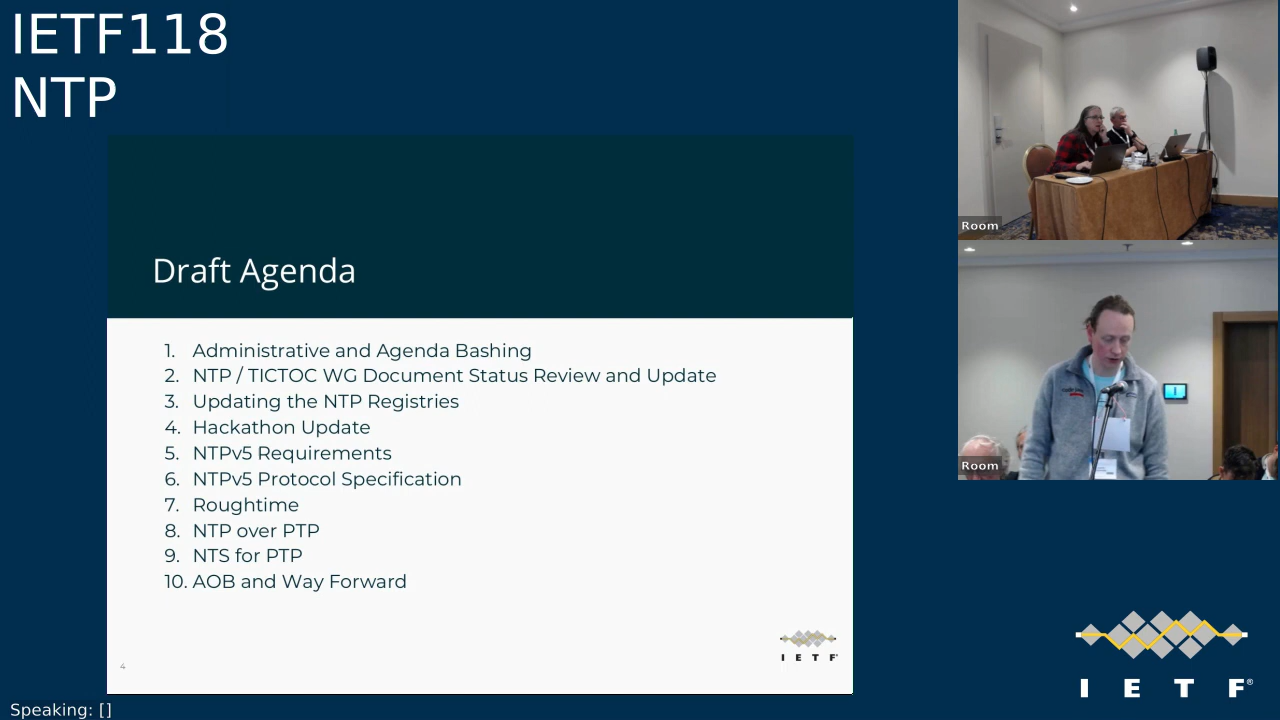 IETF118
NTP
Draft Agenda
1. Administrative and Agenda Bashing
2. NTP / TICTOC WG Document Status Review and Update
3. Updating the NTP Registries
4. Hackathon Update
5. NTPv5 Requirements
6. NTPv5 Protocol Specification
7. Roughtime
8. NTP over PTP
9. NTS for PTP
10. AOB and Way Forward
4
I E T F
Room
Room
I E T F®
Speaking: []